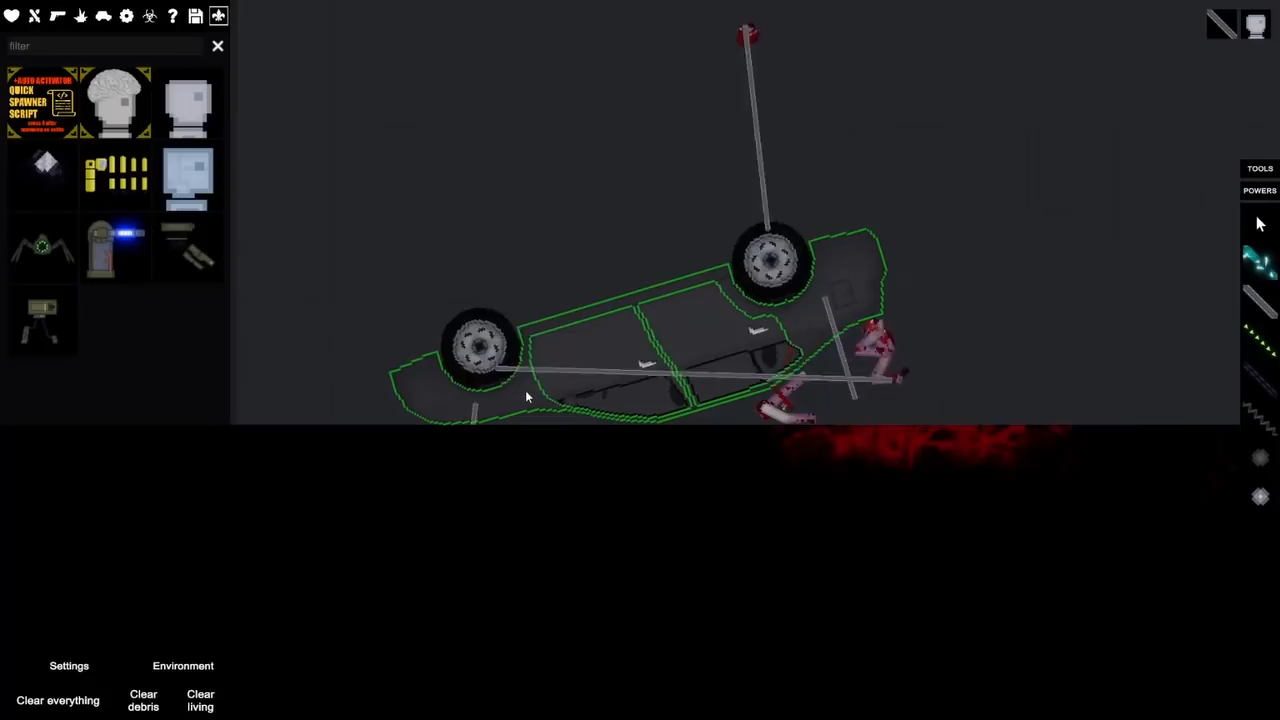 filter
+AUTO ACTIVATOR
QUICK
SPAWNER
SCRIPT
TOOLS
POWERS
Settings
Environment
Clear everything
Clear
debris
Clear
living